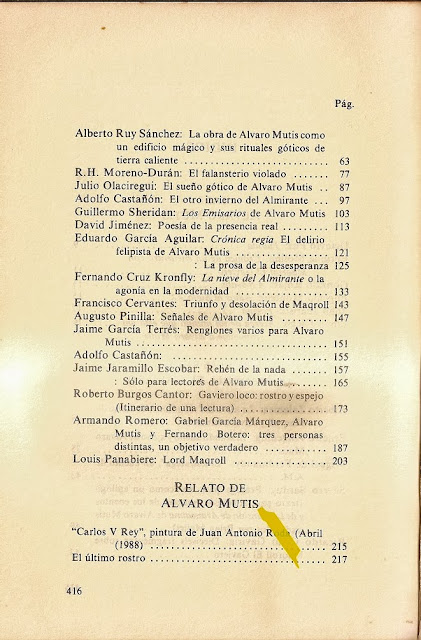 Pág.
Alberto Ruy Sánchez: La obra de Alvaro Mutis como
un edificio mágico y sus rituales góticos de
tierra caliente .......................... 63
R.H. Moreno-Durán: El falansterio violado ....... 77
Julio Olaciregui: El sueño gótico de Alvaro Mutis .. 87
Adolfo Castañón: El otro invierno del Almirante ... 97
Guillermo Sheridan: Los Emisarios de Alvaro Mutis 103
David Jiménez: Poesía de la presencia real .......... 113
Eduardo García Aguilar: Crónica regia El delirio
felipista de Alvaro Mutis .................. 121
: La prosa de la desesperanza 125
Fernando Cruz Kronfly: La nieve del Almirante o la
agonía en la modernidad .................. 133
Francisco Cervantes: Triunfo y desolación de Maqroll 143
Augusto Pinilla: Señales de Alvaro Mutis .......... 147
Jaime García Terrés: Renglones varios para Alvaro
Mutis ................................... 151
Adolfo Castañón: ............................. 155
Jaime Jaramillo Escobar: Rehén de la nada ........ 157
: Sólo para lectores de Alvaro Mutis ....... 165
Roberto Burgos Cantor: Gaviero loco: rostro y espejo
(Itinerario de una lectura) .................. 173
Armando Romero: Gabriel García Márquez, Alvaro
Mutis y Fernando Botero: tres personas
distintas, un objetivo verdadero ............ 187
Louis Panabiere: Lord Maqroll ................. 203
RELATO DE
ALVARO MUTIS
“Carlos V Rey”, pintura de Juan Antonio (Abril
(1988) .................................. 215
El último rostro .................................. 217
416